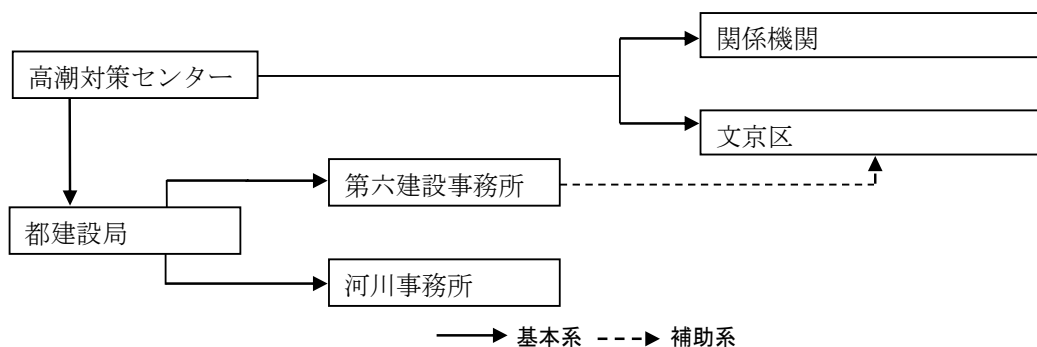 関係機関
高潮対策センター
文京区
第六建設事務所
都建設局
河川事務所
基本系 補助系